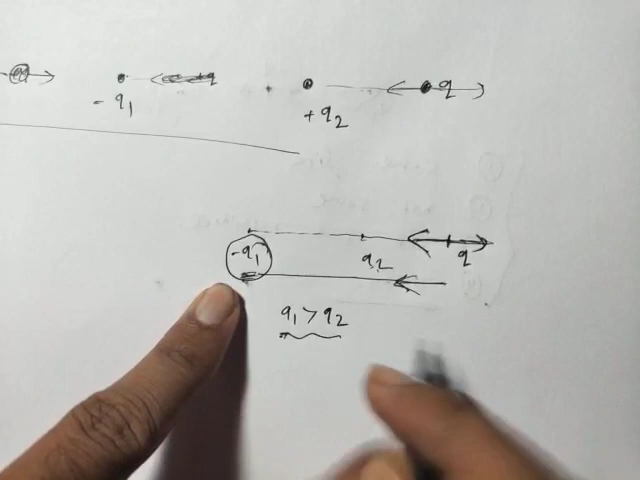 q
- q₁
+ q₂
-q₁
q₂
q
q₁ > q₂